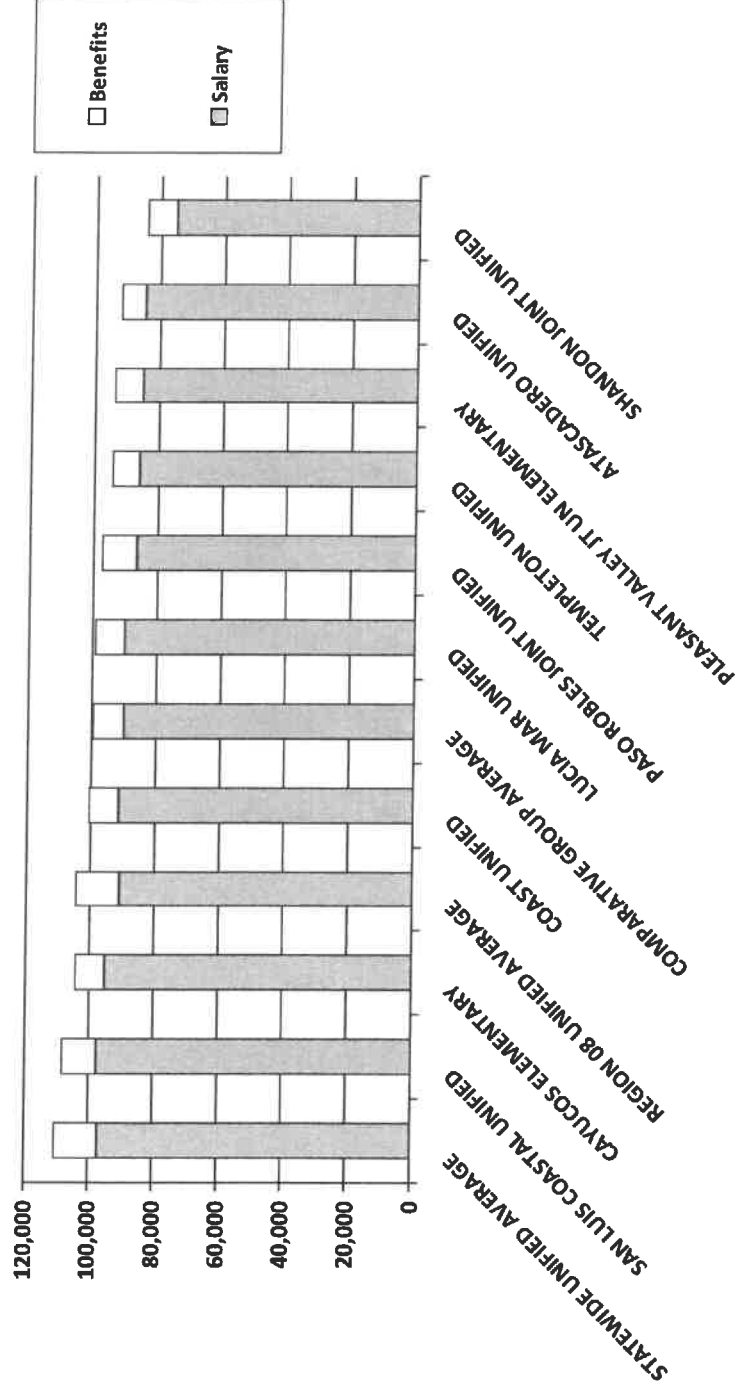 120,000
100,000
80,000
60,000
40,000
20,000
0
STATEWIDE UNIFIED AVERAGE
SAN LUIS COASTAL UNIFIED
CAYUCOS ELEMENTARY
REGION 08 UNIFIED AVERAGE
COAST UNIFIED
COMPARATIVE GROUP AVERAGE
LUCIA MAR UNIFIED
PASO ROBLES JOINT UNIFIED
TEMPLETON UNIFIED
PLEASANT VALLEY JT UN ELEMENTARY
ATASCADERO UNIFIED
SHANDON JOINT UNIFIED
Benefits
Salary